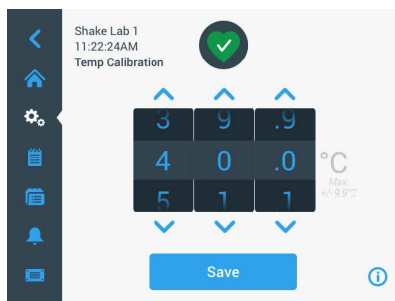 Shake Lab 1
11:22:24AM
Temp Calibration
3 9 .9
4 0 .0 °C
Max:
+/- 9.9°C
5 1 .1
Save